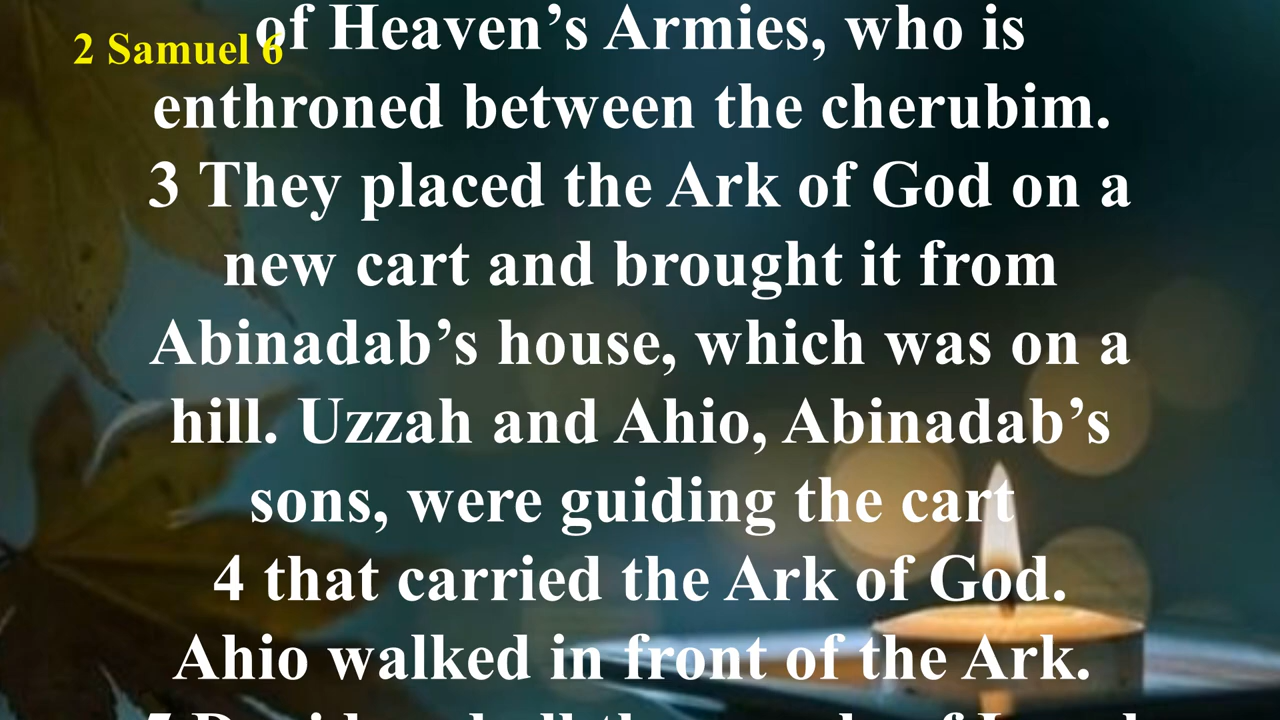 2 Samuel 6
of Heaven’s Armies, who is
enthroned between the cherubim.
3 They placed the Ark of God on a
new cart and brought it from
Abinadab’s house, which was on a
hill. Uzzah and Ahio, Abinadab’s
sons, were guiding the cart
4 that carried the Ark of God.
Ahio walked in front of the Ark.